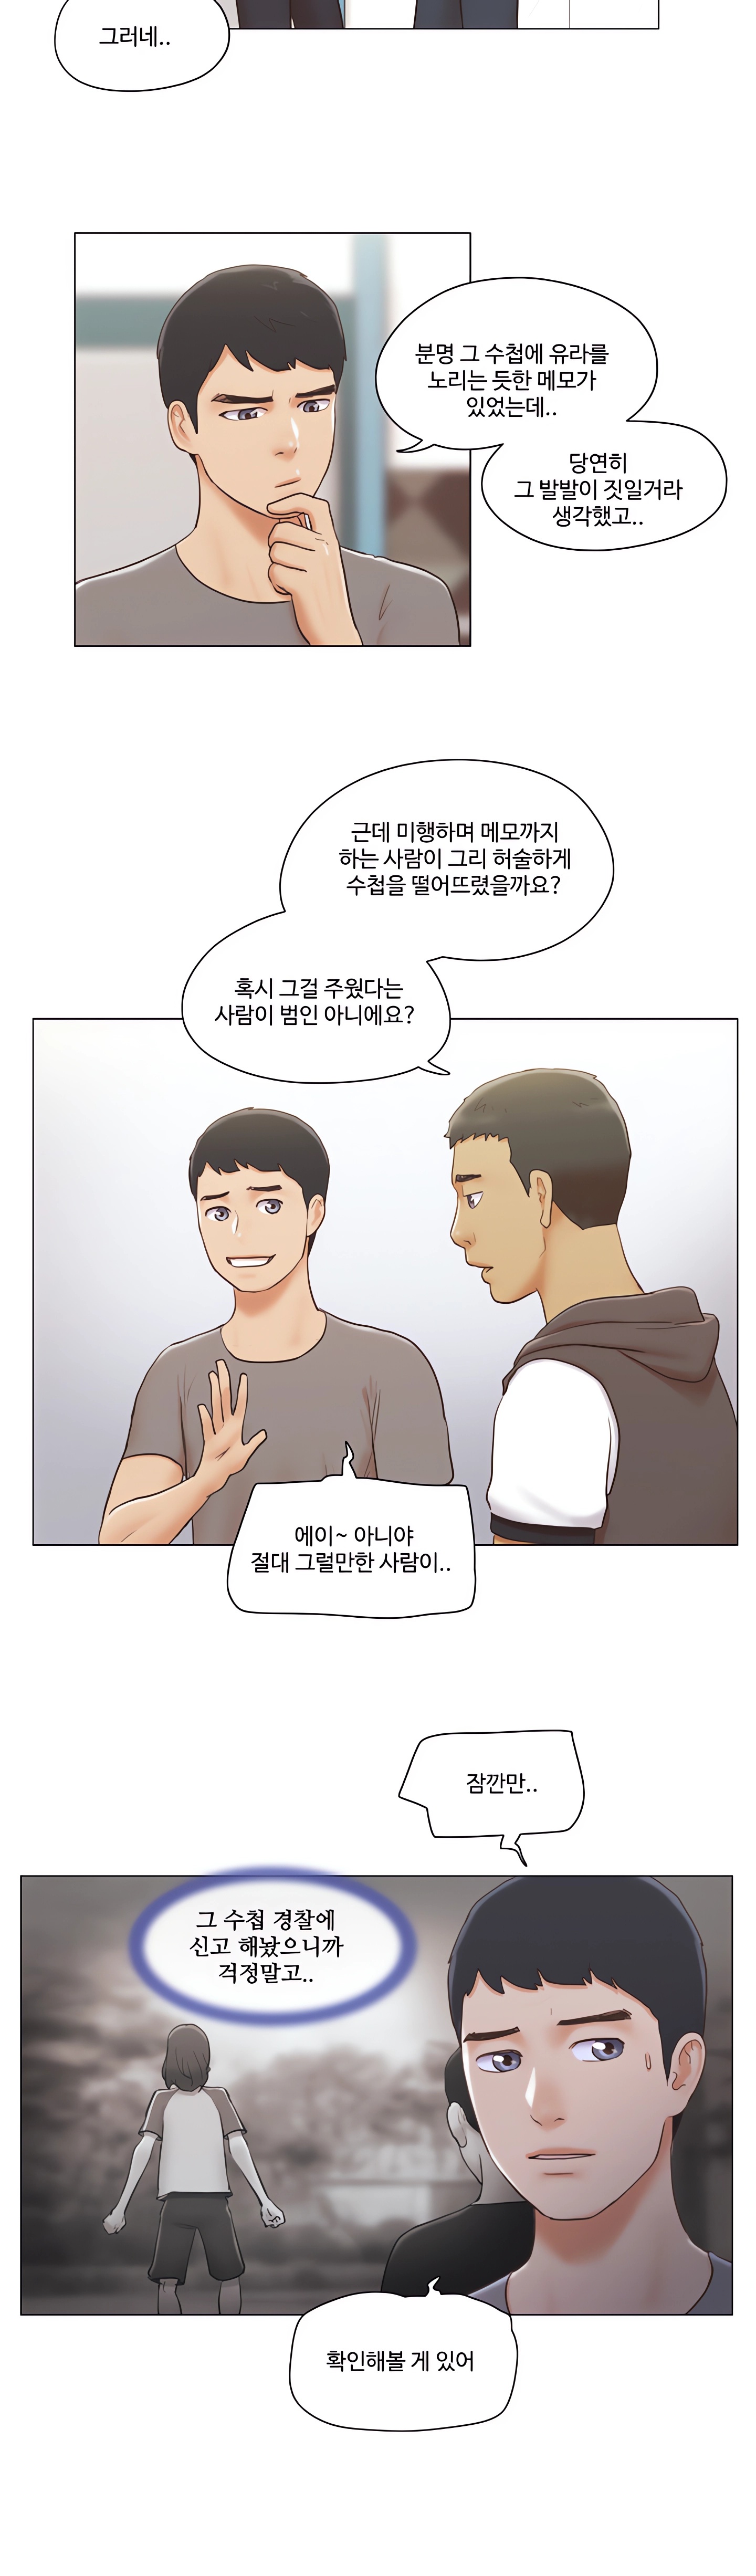 그러네..
분명 그 수첩에 유라를
노리는 듯한 메모가
있었는데..
당연히
그 발발이 짓일거라
생각했고..
근데 미행하며 메모까지
하는 사람이 그리 허술하게
수첩을 떨어뜨렸을까요?
혹시 그걸 주웠다는
사람이 범인 아니에요?
에이~ 아니야
절대 그럴만한 사람이..
잠깐만..
그 수첩 경찰에
신고 해놨으니까
걱정말고..
확인해볼 게 있어